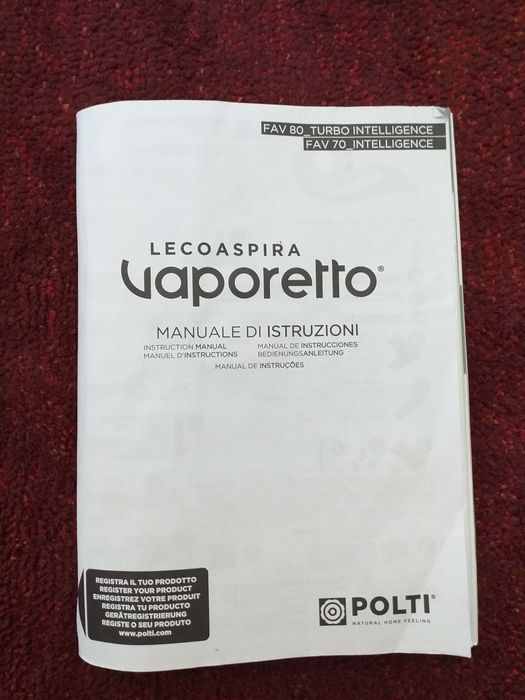 FAV 80_TURBO INTELLIGENCE
FAV 70_INTELLIGENCE
LECOASPIRA
vaporetto®
MANUALE DI ISTRUZIONI
INSTRUCTION MANUAL
MANUEL D'INSTRUCTIONS
MANUAL DE INSTRUCCIONES
BEDIENUNGSANLEITUNG
MANUAL DE INSTRUÇÕES
REGISTRA IL TUO PRODOTTO
REGISTER YOUR PRODUCT
ENREGISTREZ VOTRE PRODUIT
REGISTRA TU PRODUCTO
GERÄTREGISTRIERUNG
REGISTE O SEU PRODUTO
www.polti.com
POLTI®
NATURAL HOME FEELING